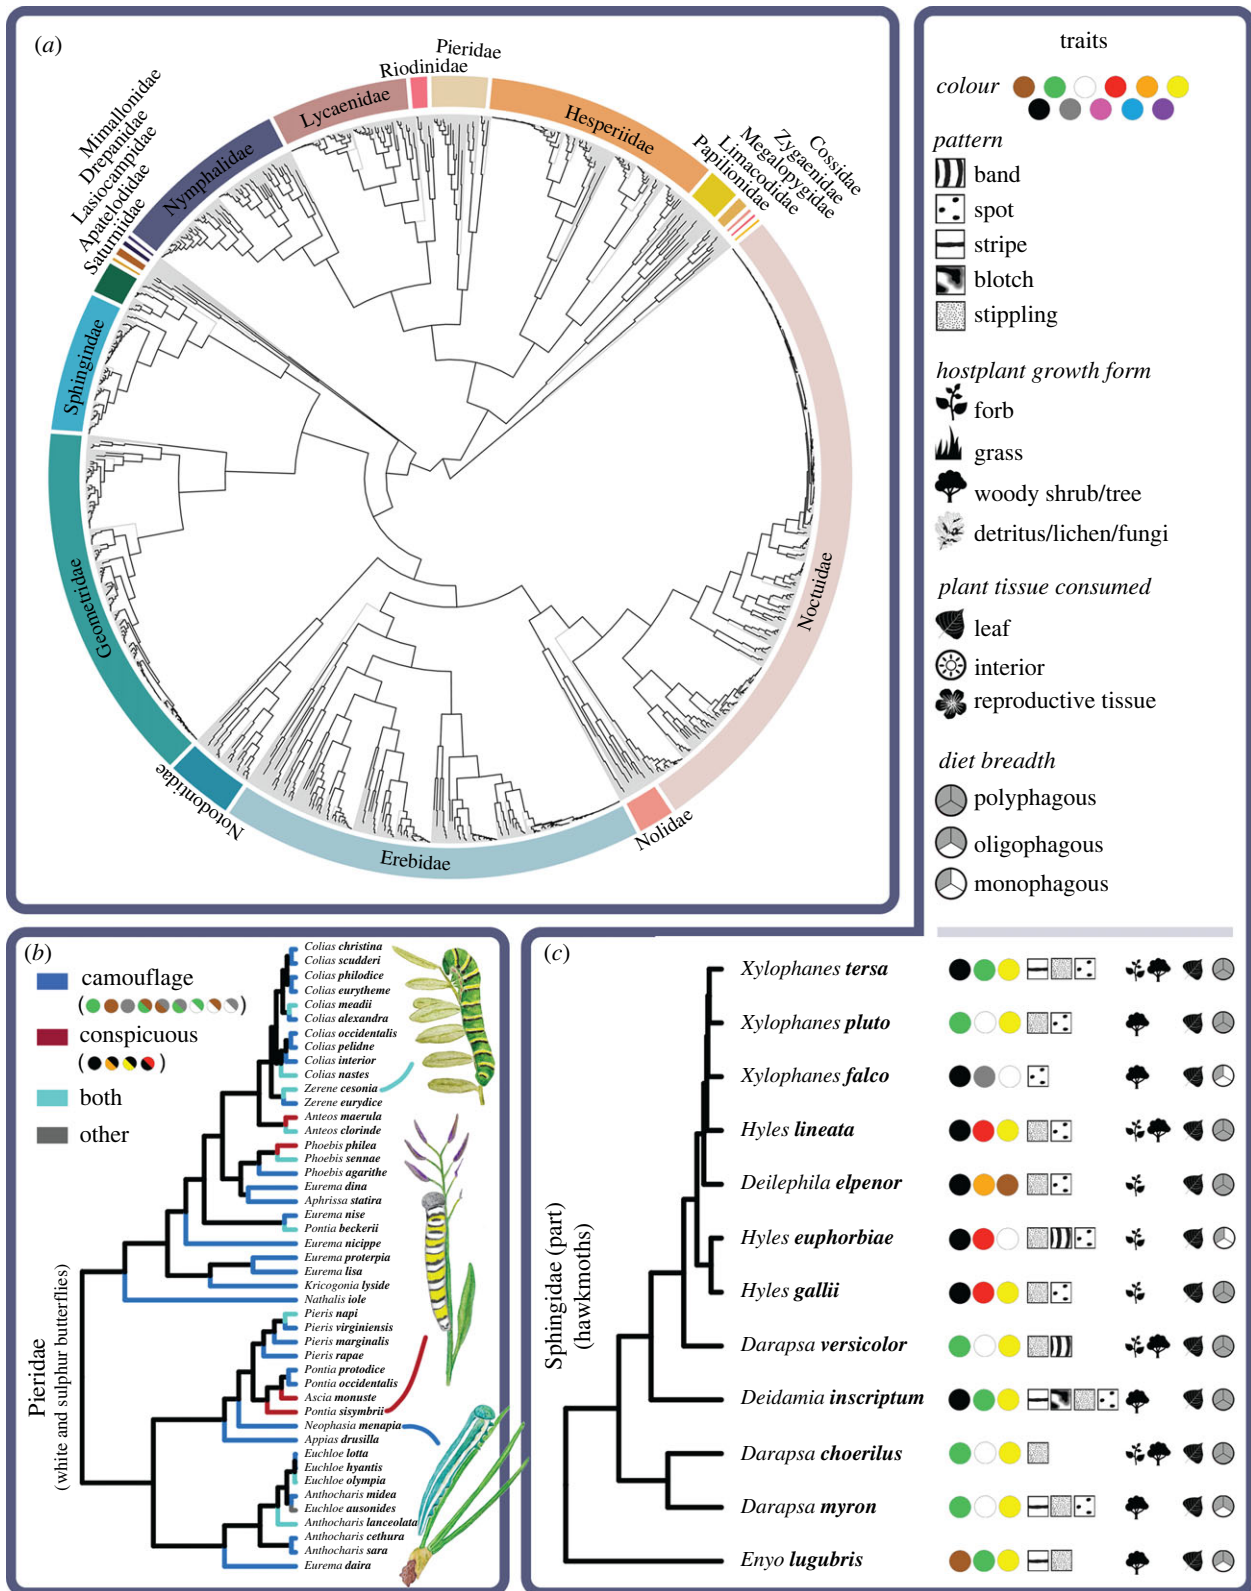 (a)
Mimallonidae
Drepanidae
Lasiocampidae
Apatelodidae
Saturniidae
Nymphalidae
Lycaenidae
Riodinidae
Pieridae
Hesperiidae
Papilionidae
Limacodidae
Megalopygidae
Zygaenidae
Cossidae
Sphingindae
Geometridae
Notodontidae
Erebidae
Nolidae
Noctuidae
traits
colour
pattern
band
spot
stripe
blotch
stippling
hostplant growth form
forb
grass
woody shrub/tree
detritus/lichen/fungi
plant tissue consumed
leaf
interior
reproductive tissue
diet breadth
polyphagous
oligophagous
monophagous
(b)
camouflage
( )
conspicuous
( )
both
other
Pieridae
(white and sulphur butterflies)
Colias christina
Colias scudderi
Colias philodice
Colias eurytheme
Colias meadii
Colias alexandra
Colias occidentalis
Colias pelidne
Colias interior
Colias nastes
Zerene cesonia
Zerene eurydice
Anteos maerula
Anteos clorinde
Phoebis philea
Phoebis sennae
Phoebis agarithe
Eurema dina
Aphrissa statira
Eurema nise
Pontia beckerii
Eurema nicippe
Eurema proterpia
Eurema lisa
Kricogonia lyside
Nathalis iole
Pieris napi
Pieris virginiensis
Pieris marginalis
Pieris rapae
Pontia protodice
Pontia occidentalis
Ascia monuste
Pontia sisymbrii
Neophasia menapia
Appias drusilla
Euchloe lotta
Euchloe hyantis
Euchloe olympia
Anthocharis midea
Euchloe ausonides
Anthocharis lanceolata
Anthocharis cethura
Anthocharis sara
Eurema daira
(c)
Sphingidae (part)
(hawkmoths)
Xylophanes tersa
Xylophanes pluto
Xylophanes falco
Hyles lineata
Deilephila elpenor
Hyles euphorbiae
Hyles gallii
Darapsa versicolor
Deidamia inscriptum
Darapsa choerilus
Darapsa myron
Enyo lugubris